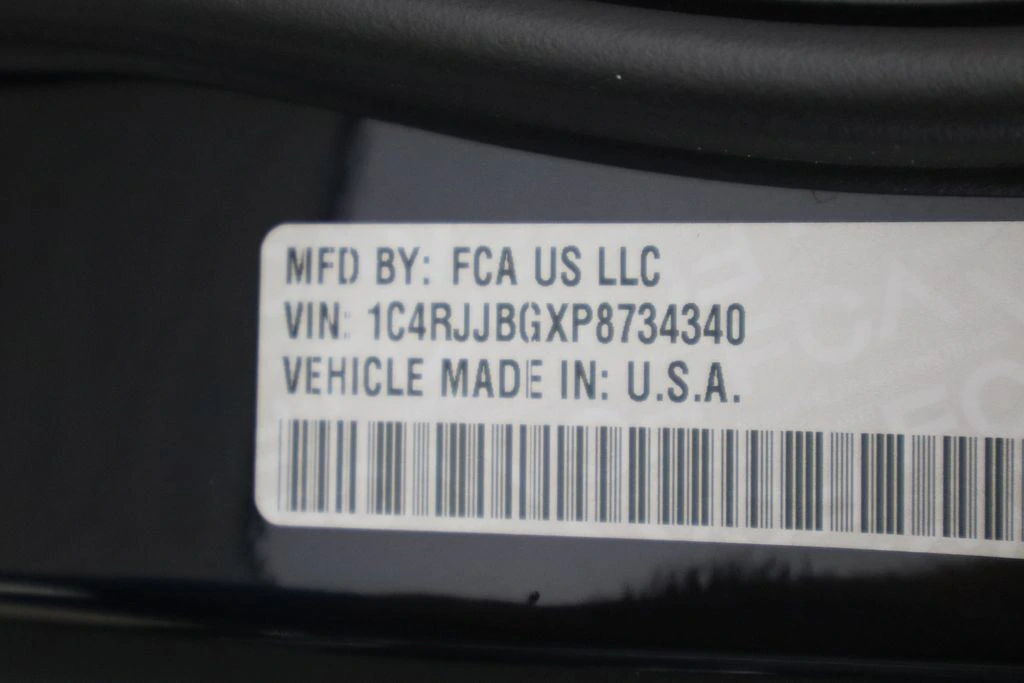 MFD BY: FCA US LLC
VIN: 1C4RJJBGXP8734340
VEHICLE MADE IN: U.S.A.